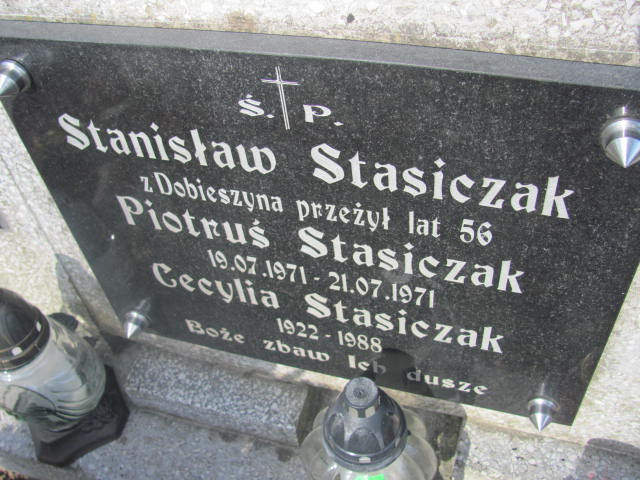 Ś. P.
Stanisław Stasiczak
z Dobieszyna przeżył lat 56
Piotruś Stasiczak
19.07.1971 - 21.07.1971
Cecylia Stasiczak
1922 - 1988
Boże zbaw Ich dusze